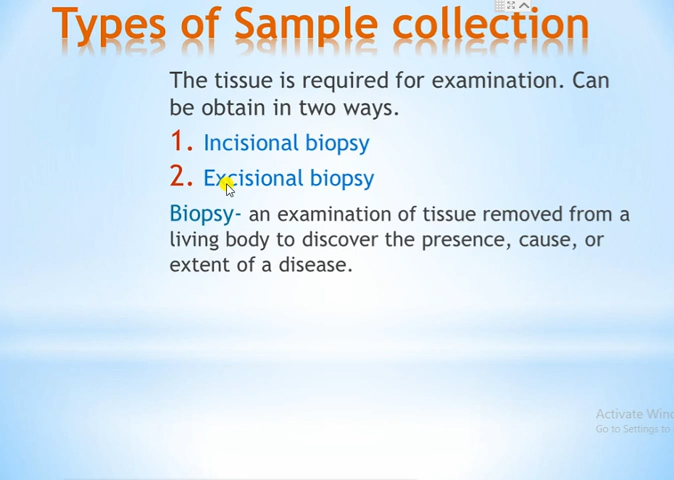 Types of Sample collection
The tissue is required for examination. Can
be obtain in two ways.
1. Incisional biopsy
2. Excisional biopsy
Biopsy- an examination of tissue removed from a
living body to discover the presence, cause, or
extent of a disease.
Activate Wind
Go to Settings to